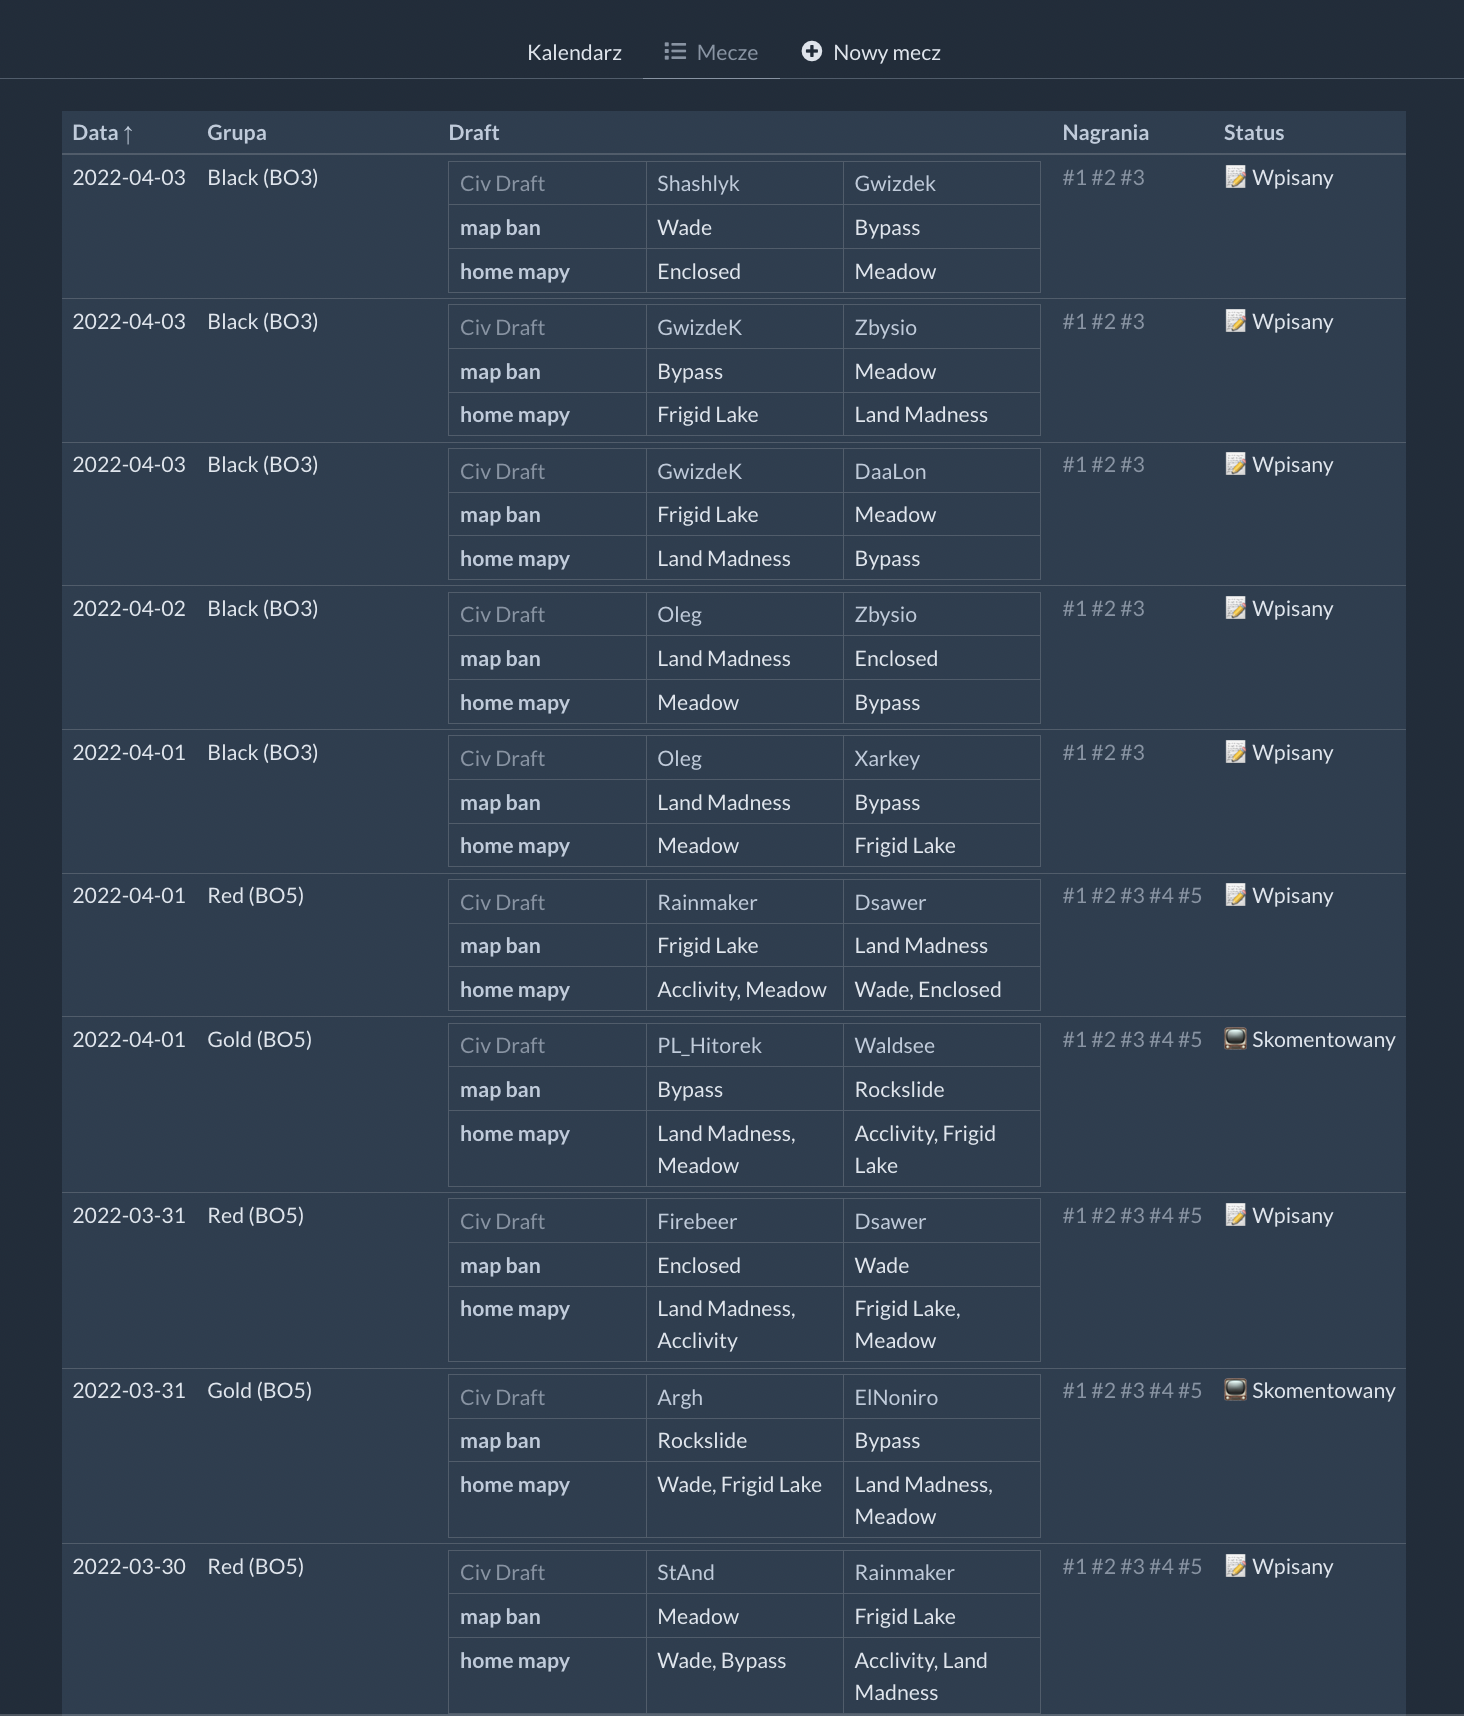 Kalendarz Mecze Nowy mecz
Data ↑ Grupa Draft Nagrania Status
2022-04-03 Black (BO3) Civ Draft Shashlyk Gwizdek #1 #2 #3 Wpisany
map ban Wade Bypass
home mapy Enclosed Meadow
2022-04-03 Black (BO3) Civ Draft GwizdeK Zbysio #1 #2 #3 Wpisany
map ban Bypass Meadow
home mapy Frigid Lake Land Madness
2022-04-03 Black (BO3) Civ Draft GwizdeK DaaLon #1 #2 #3 Wpisany
map ban Frigid Lake Meadow
home mapy Land Madness Bypass
2022-04-02 Black (BO3) Civ Draft Oleg Zbysio #1 #2 #3 Wpisany
map ban Land Madness Enclosed
home mapy Meadow Bypass
2022-04-01 Black (BO3) Civ Draft Oleg Xarkey #1 #2 #3 Wpisany
map ban Land Madness Bypass
home mapy Meadow Frigid Lake
2022-04-01 Red (BO5) Civ Draft Rainmaker Dsawer #1 #2 #3 #4 #5 Wpisany
map ban Frigid Lake Land Madness
home mapy Acclivity, Meadow Wade, Enclosed
2022-04-01 Gold (BO5) Civ Draft PL_Hitorek Waldsee #1 #2 #3 #4 #5 Skomentowany
map ban Bypass Rockslide
home mapy Land Madness, Acclivity, Frigid
Meadow Lake
2022-03-31 Red (BO5) Civ Draft Firebeer Dsawer #1 #2 #3 #4 #5 Wpisany
map ban Enclosed Wade
home mapy Land Madness, Frigid Lake,
Acclivity Meadow
2022-03-31 Gold (BO5) Civ Draft Argh ElNoniro #1 #2 #3 #4 #5 Skomentowany
map ban Rockslide Bypass
home mapy Wade, Frigid Lake Land Madness,
Meadow
2022-03-30 Red (BO5) Civ Draft StAnd Rainmaker #1 #2 #3 #4 #5 Wpisany
map ban Meadow Frigid Lake
home mapy Wade, Bypass Acclivity, Land
Madness